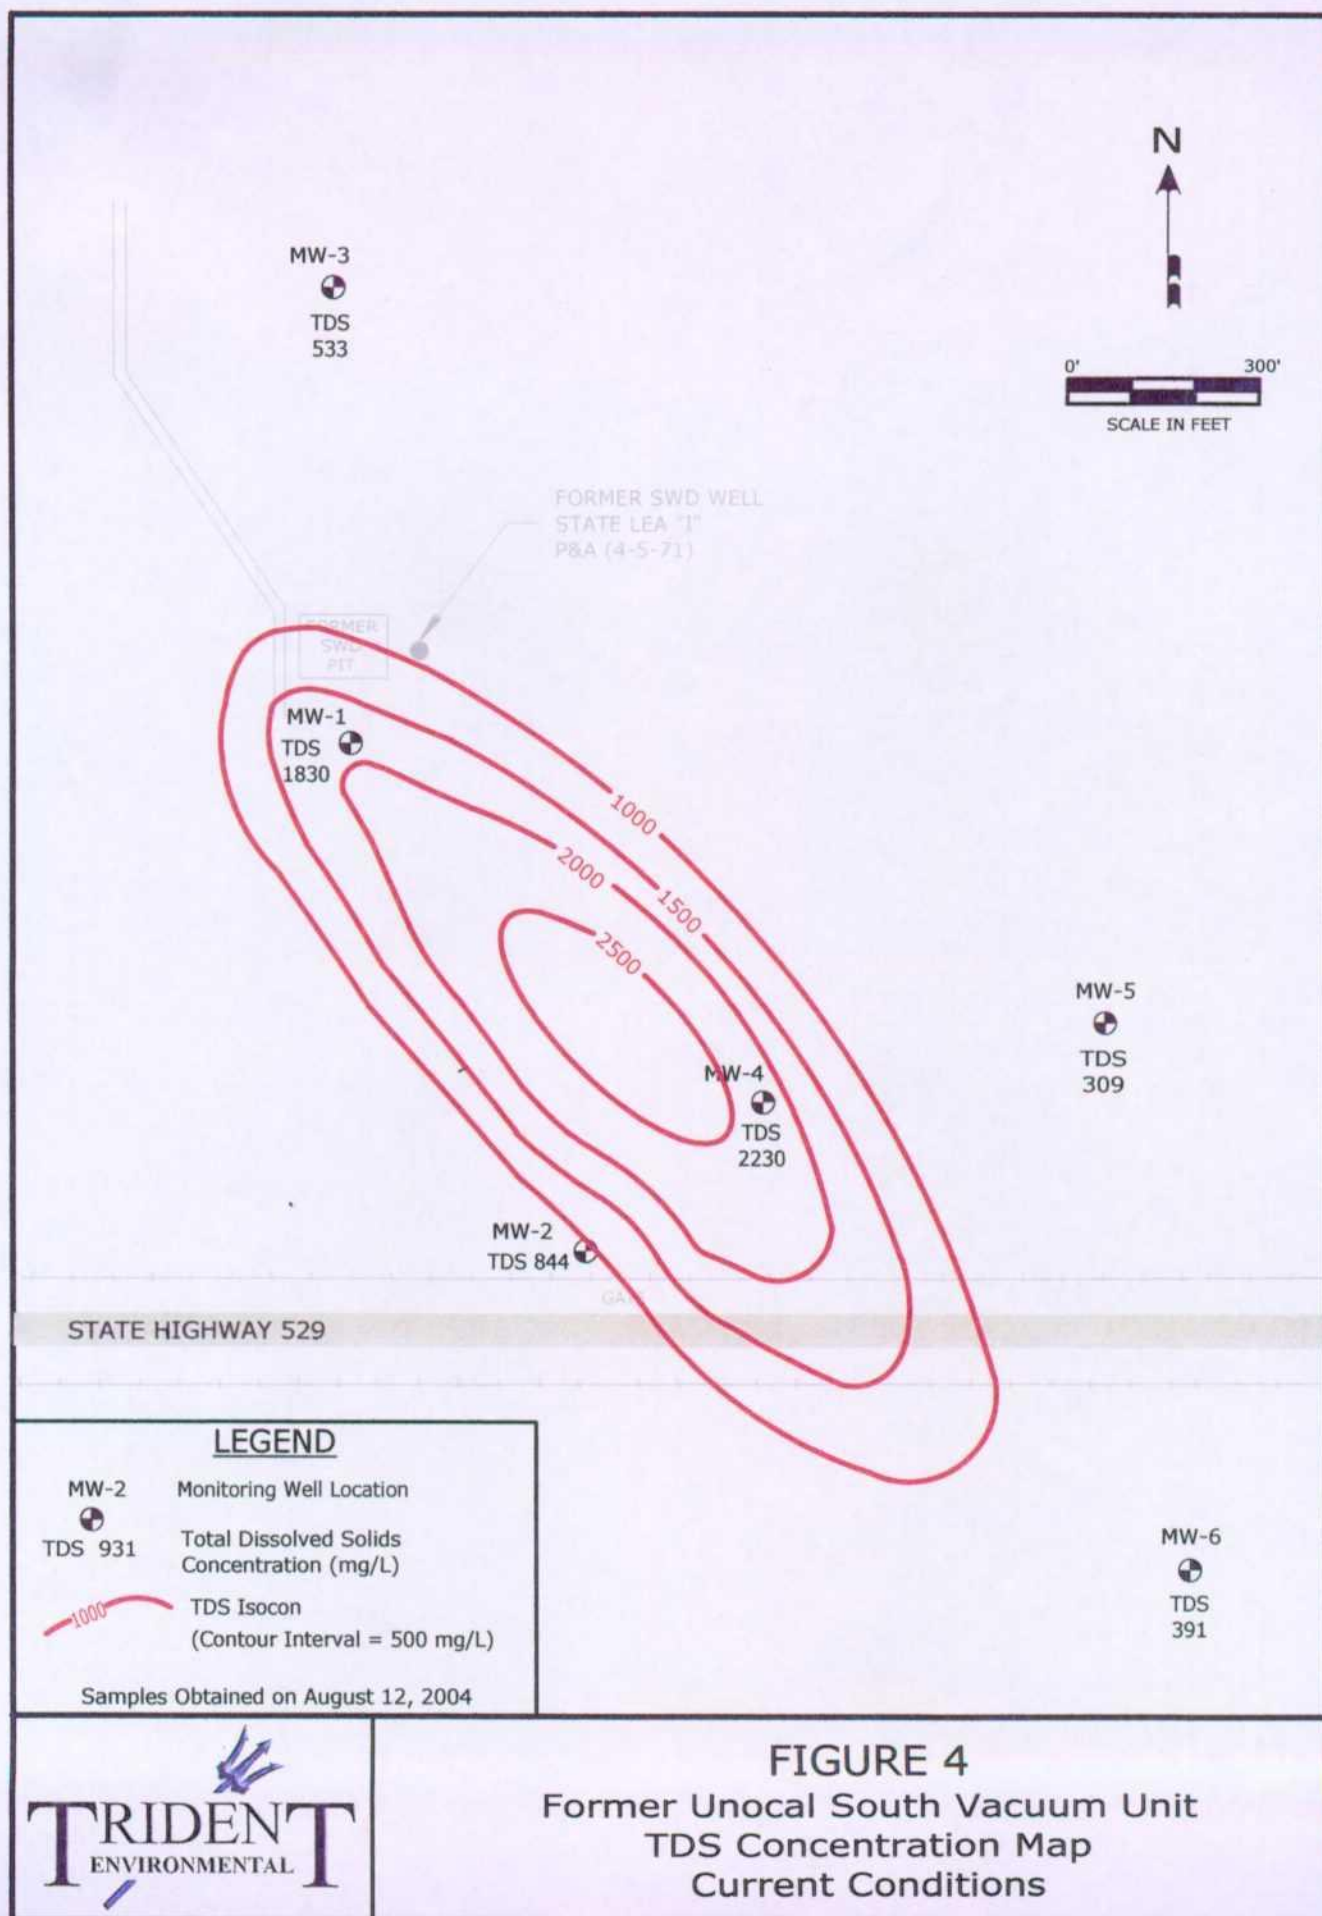 N
0' 300'
SCALE IN FEET
MW-3
TDS
533
FORMER SWD WELL
STATE LEA "I"
P&A (4-5-71)
FORMER
SWD
PIT
MW-1
TDS
1830
1000
2000
1500
2500
MW-5
TDS
309
MW-4
TDS
2230
MW-2
TDS 844
STATE HIGHWAY 529
LEGEND
MW-2 Monitoring Well Location
TDS 931 Total Dissolved Solids
Concentration (mg/L)
1000 TDS Isocon
(Contour Interval = 500 mg/L)
Samples Obtained on August 12, 2004
MW-6
TDS
391
TRIDENT
ENVIRONMENTAL
FIGURE 4
Former Unocal South Vacuum Unit
TDS Concentration Map
Current Conditions